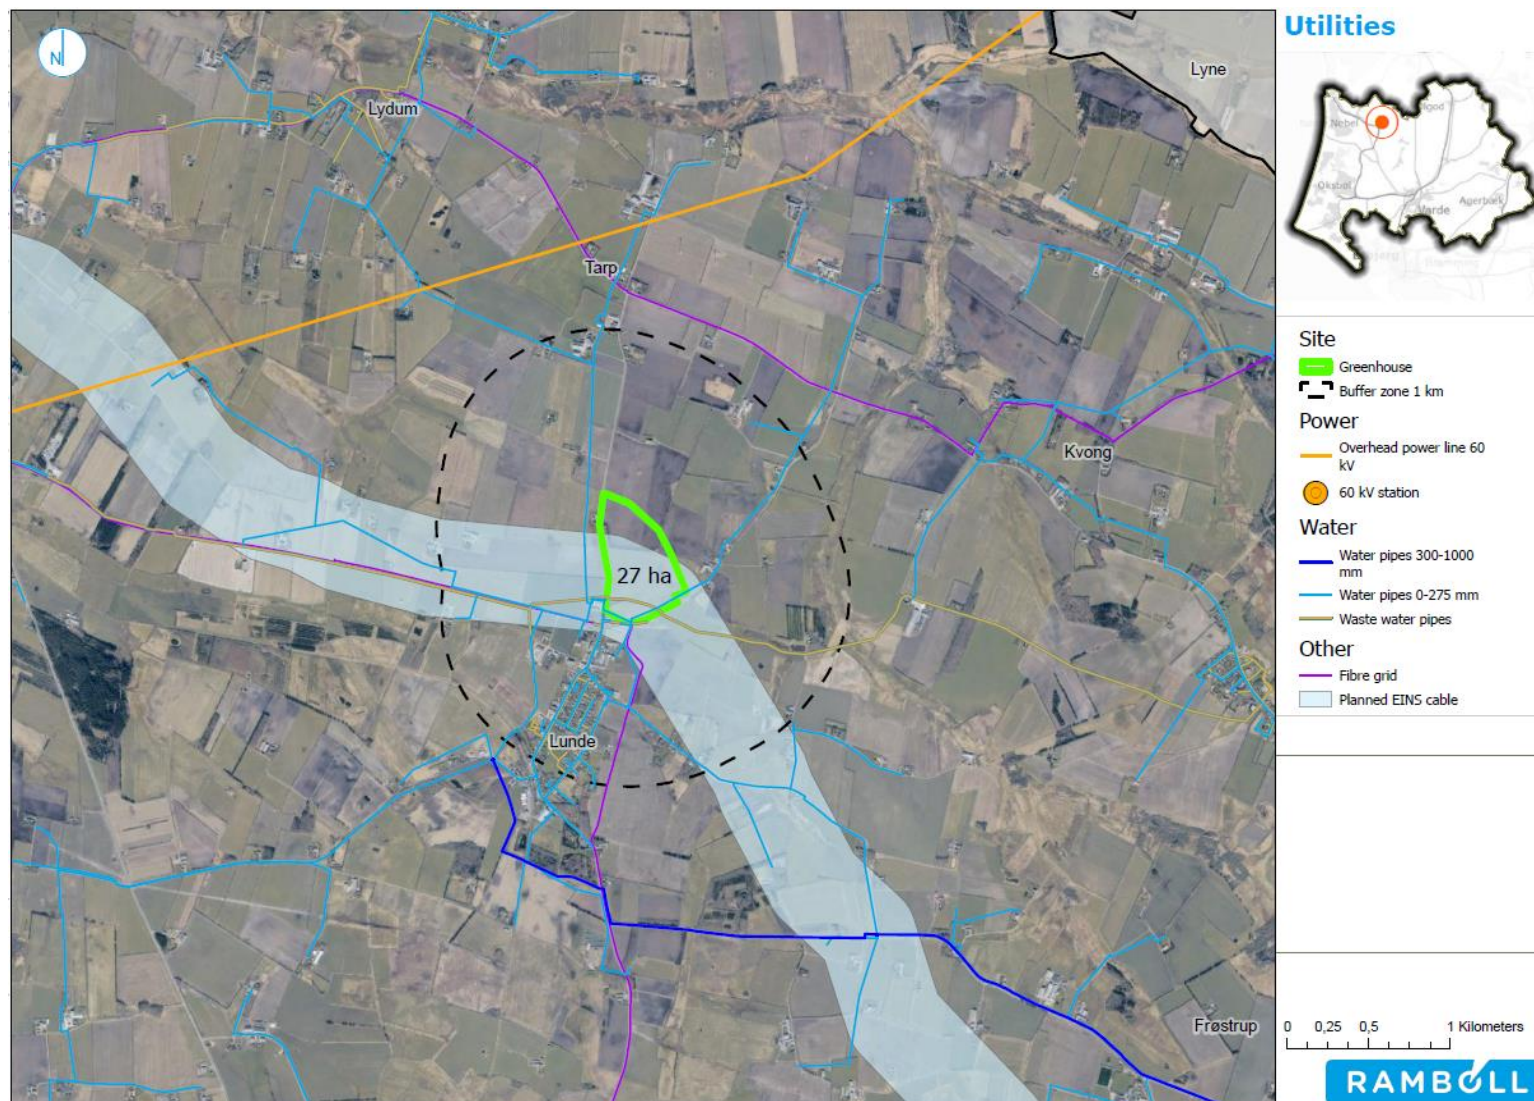 Utilities
N
Lydum
Lyne
Tarp
Kvong
27 ha
Lunde
Frøstrup
Nebel
Oksbøl
Varde
Agerbæk
Site
Greenhouse
Buffer zone 1 km
Power
Overhead power line 60
kV
60 kV station
Water
Water pipes 300-1000
mm
Water pipes 0-275 mm
Waste water pipes
Other
Fibre grid
Planned EINS cable
0 0,25 0,5 1 Kilometers
RAMBOLL